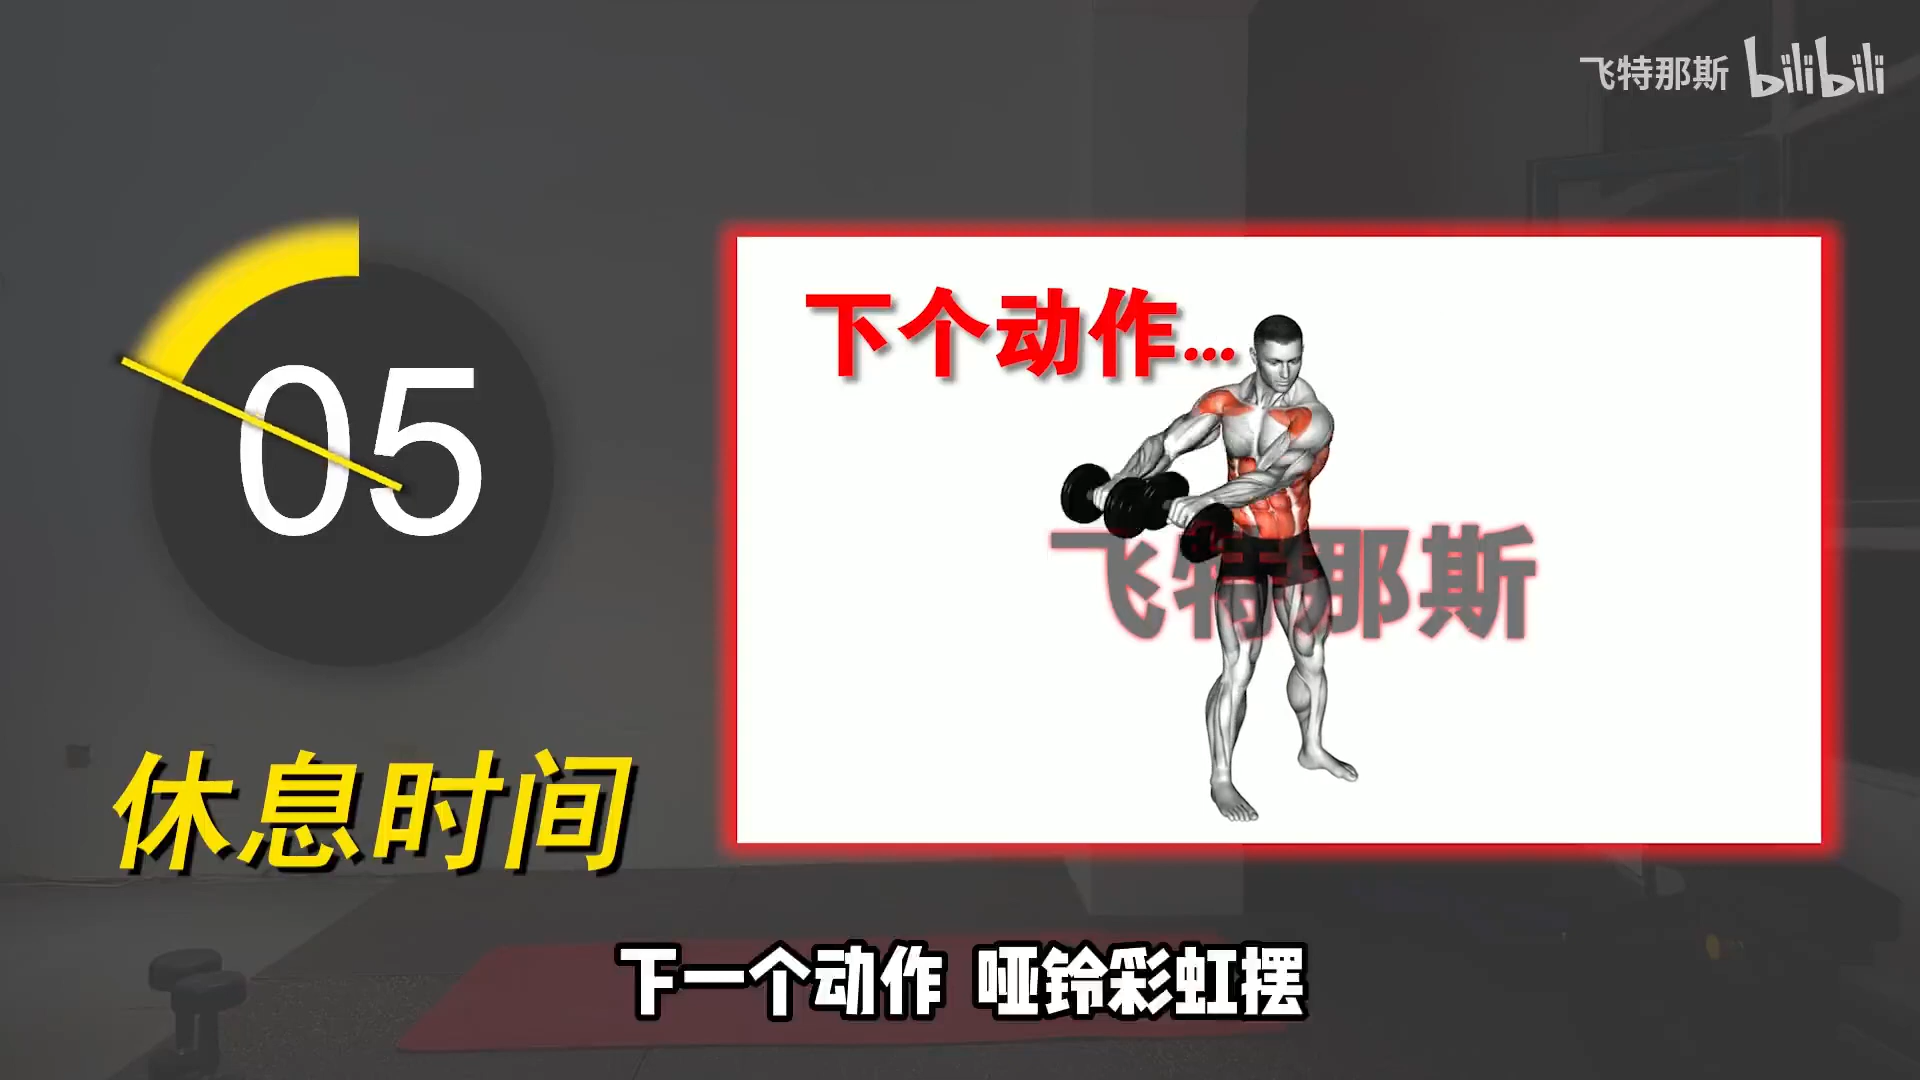 飞特那斯 bilibili
下个动作...
05
飞特那斯
休息时间
下一个动作 哑铃彩虹摆